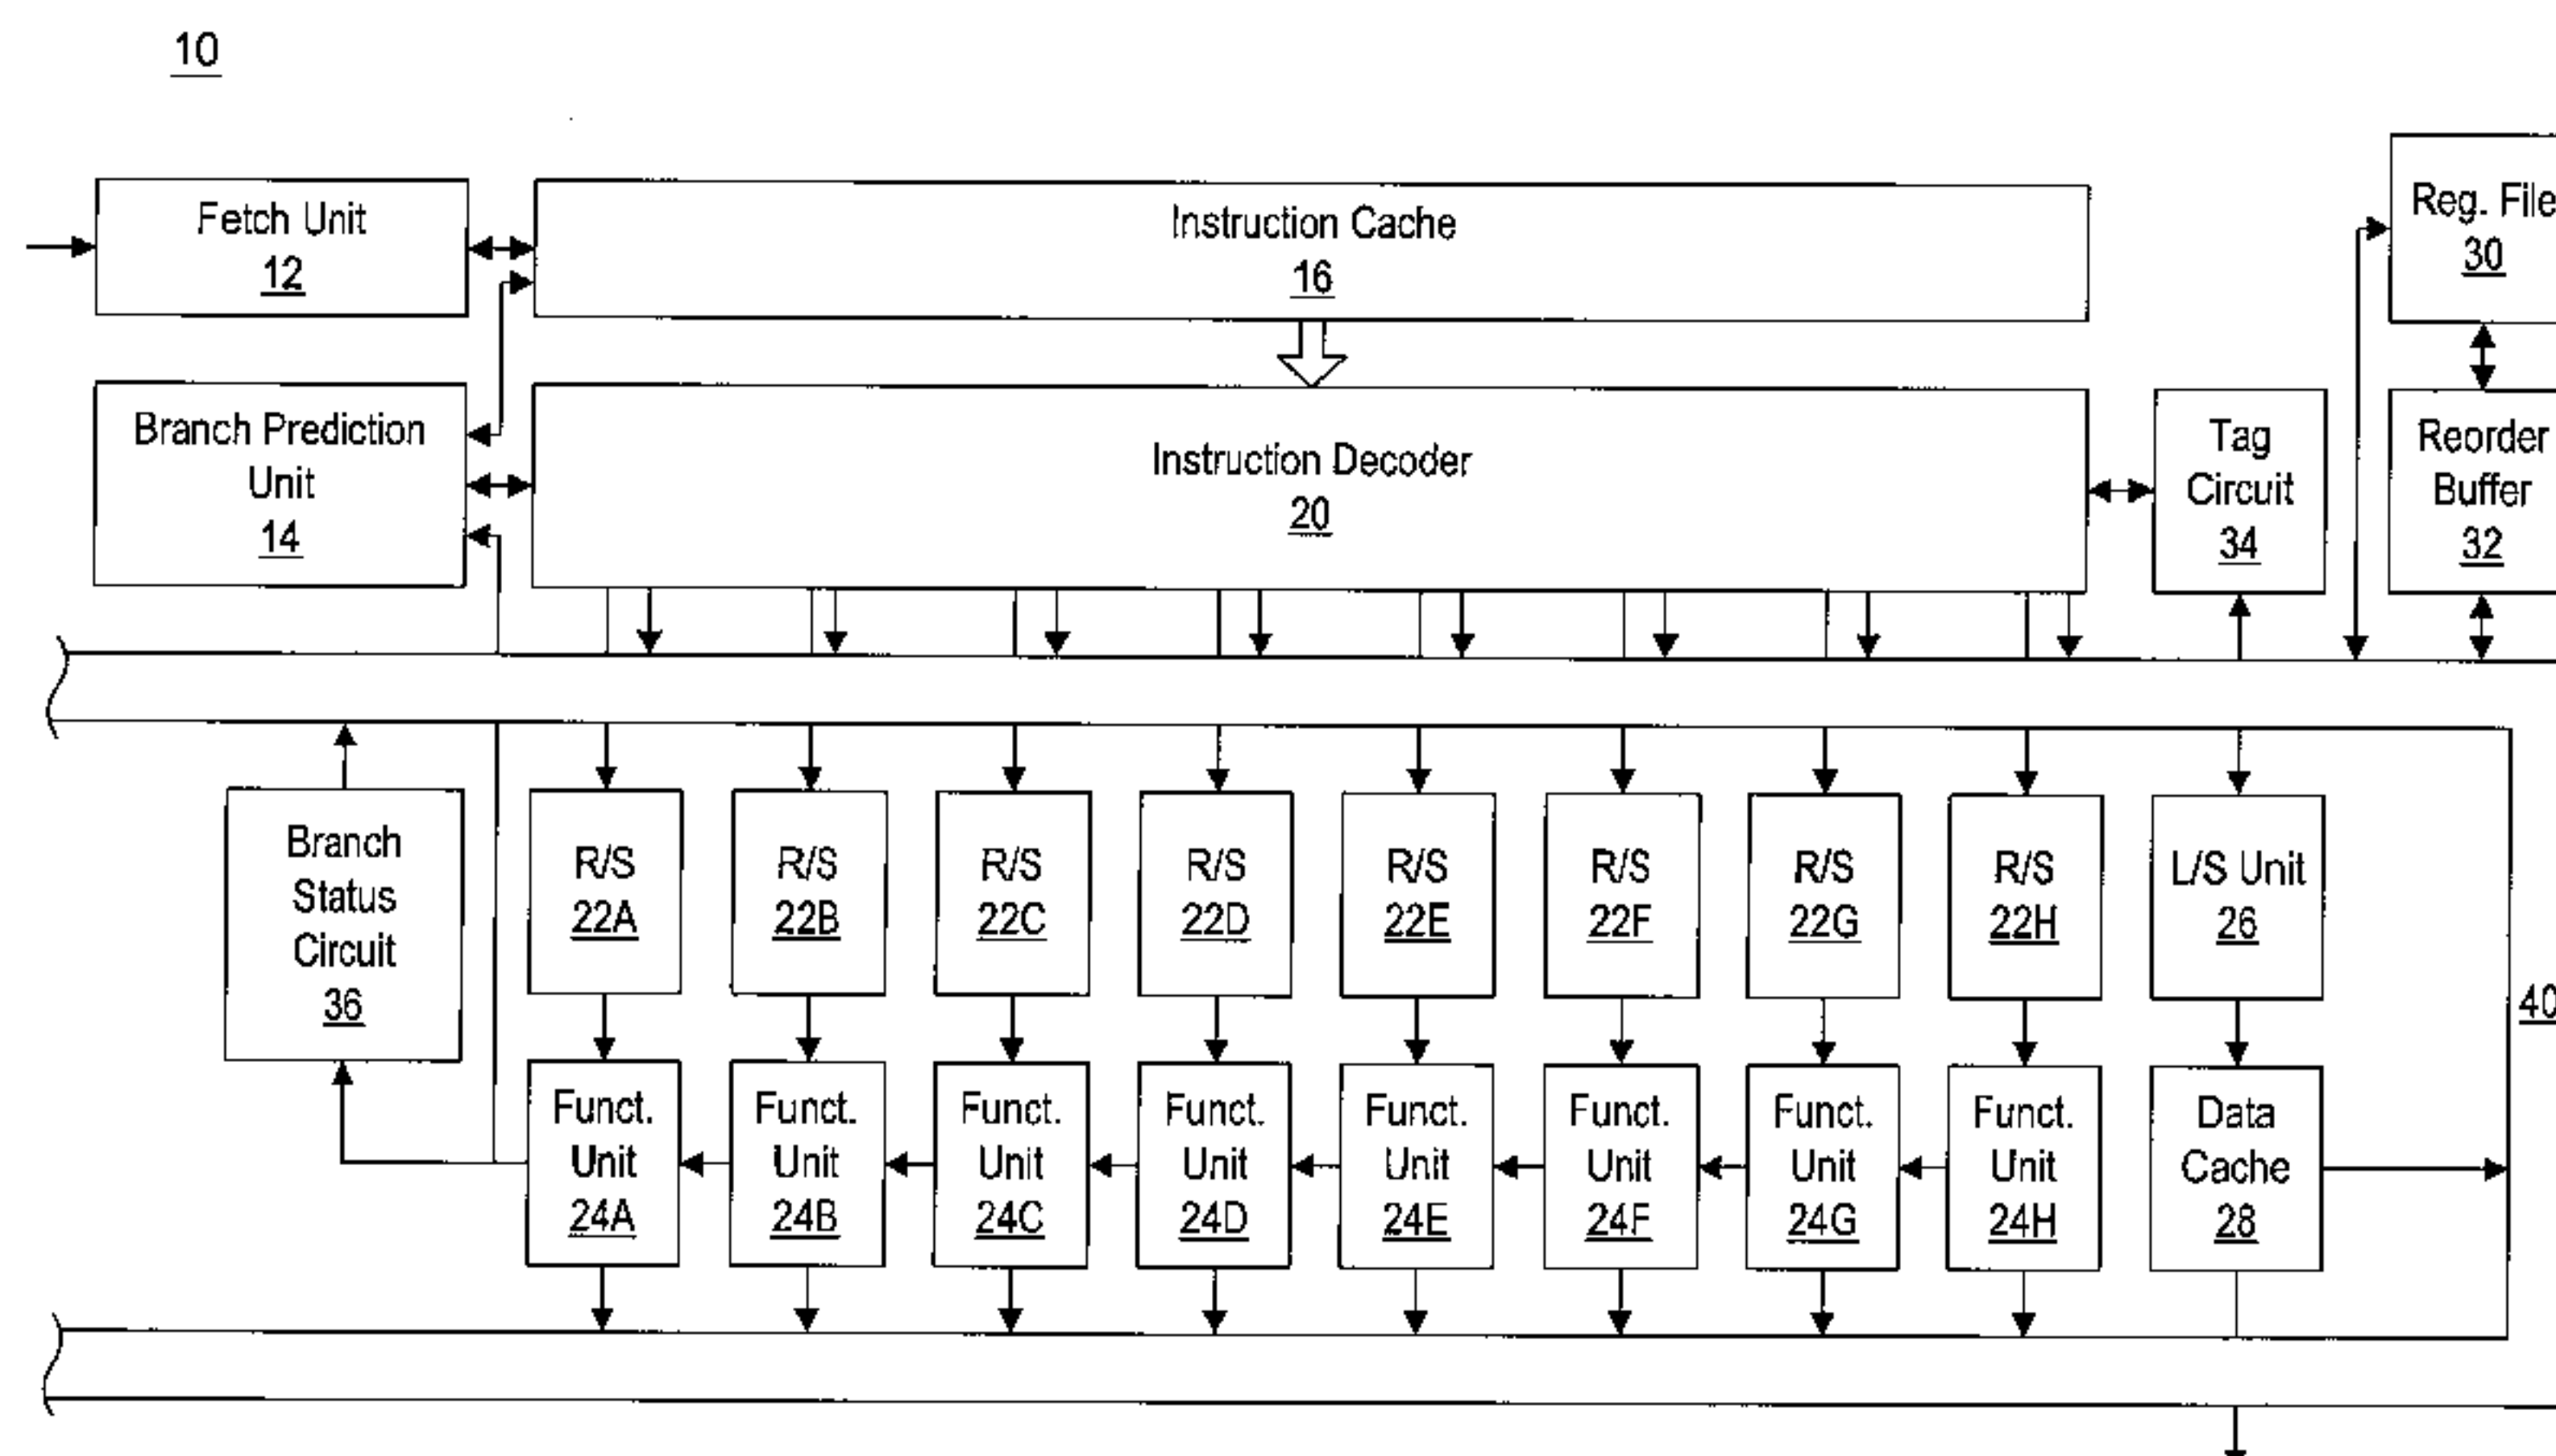 10
Fetch Unit
12
Instruction Cache
16
Reg. File
30
Branch Prediction
Unit
14
Instruction Decoder
20
Tag
Circuit
34
Reorder
Buffer
32
Branch
Status
Circuit
36
R/S
22A
R/S
22B
R/S
22C
R/S
22D
R/S
22E
R/S
22F
R/S
22G
R/S
22H
L/S Unit
26
40
Funct.
Unit
24A
Funct.
Unit
24B
Funct.
Unit
24C
Funct.
Unit
24D
Funct.
Unit
24E
Funct.
Unit
24F
Funct.
Unit
24G
Funct.
Unit
24H
Data
Cache
28